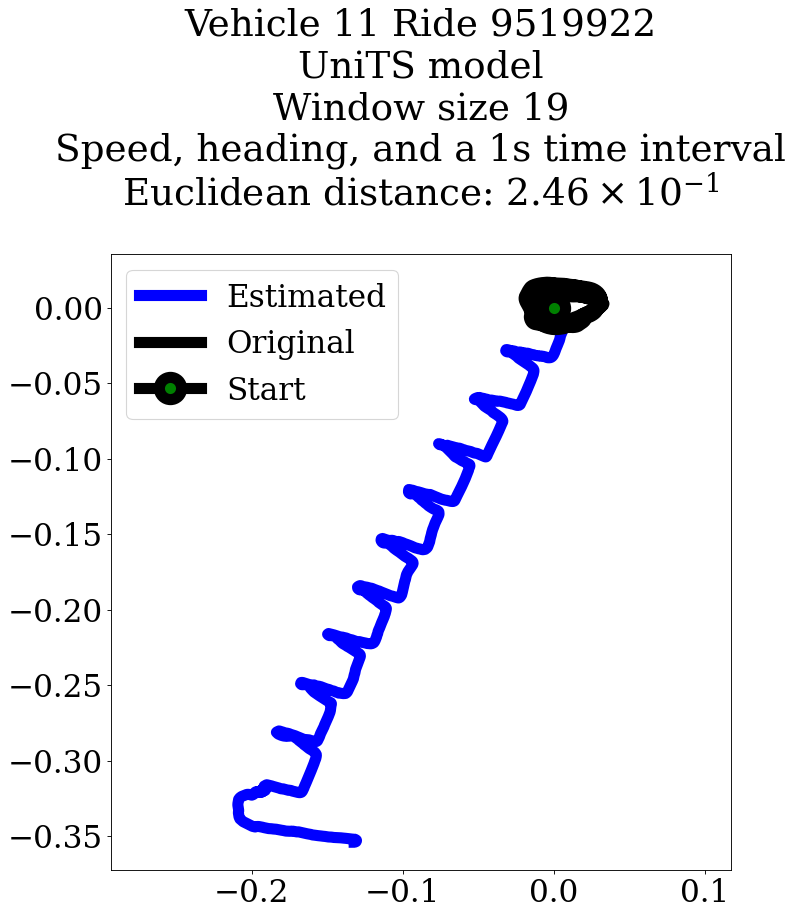 Vehicle 11 Ride 9519922
UniTS model
Window size 19
Speed, heading, and a 1s time interval
Euclidean distance: 2.46 × 10⁻¹
Estimated
Original
Start
0.00
−0.05
−0.10
−0.15
−0.20
−0.25
−0.30
−0.35
−0.2
−0.1
0.0
0.1